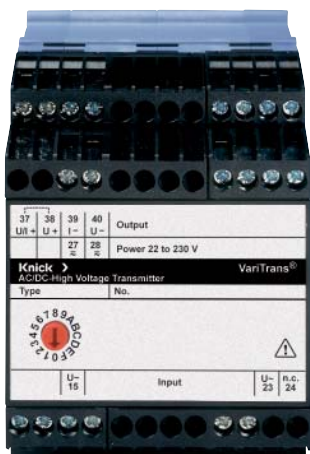 37 38 39 40 Output
U/I + U + I − U −
27 28 Power 22 to 230 V
≂ ≂
Knick > VariTrans®
AC/DC-High Voltage Transmitter
Type No.
0123456789ABCDEF
U~ Input U~ n.c.
15 23 24